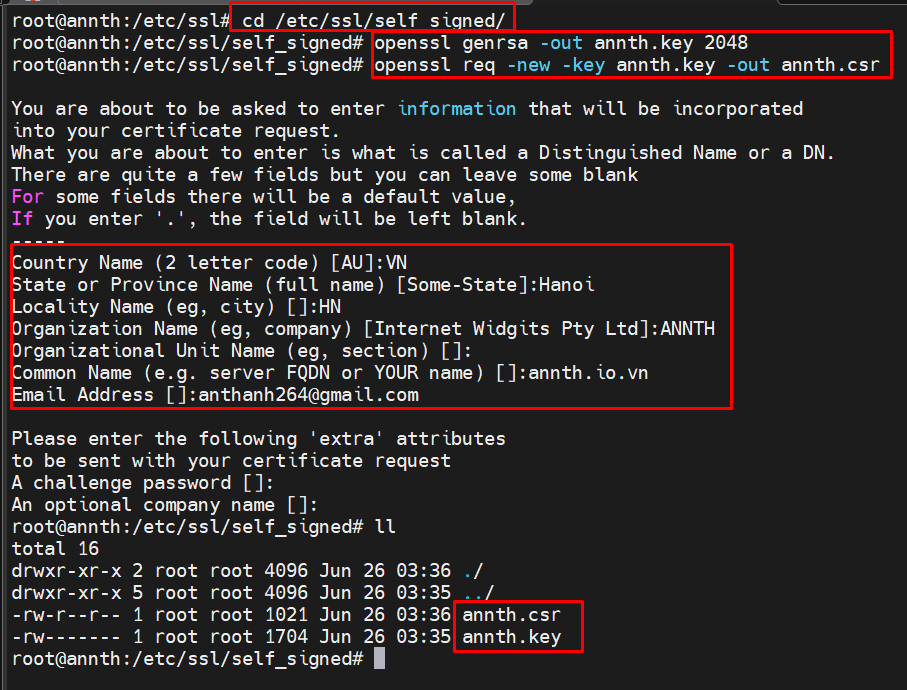 root@annth:/etc/ssl# cd /etc/ssl/self_signed/
root@annth:/etc/ssl/self_signed# openssl genrsa -out annth.key 2048
root@annth:/etc/ssl/self_signed# openssl req -new -key annth.key -out annth.csr
You are about to be asked to enter information that will be incorporated
into your certificate request.
What you are about to enter is what is called a Distinguished Name or a DN.
There are quite a few fields but you can leave some blank
For some fields there will be a default value,
If you enter '.', the field will be left blank.
-----
Country Name (2 letter code) [AU]:VN
State or Province Name (full name) [Some-State]:Hanoi
Locality Name (eg, city) []:HN
Organization Name (eg, company) [Internet Widgits Pty Ltd]:ANNTH
Organizational Unit Name (eg, section) []:
Common Name (e.g. server FQDN or YOUR name) []:annth.io.vn
Email Address []:anthanh264@gmail.com
Please enter the following 'extra' attributes
to be sent with your certificate request
A challenge password []:
An optional company name []:
root@annth:/etc/ssl/self_signed# ll
total 16
drwxr-xr-x 2 root root 4096 Jun 26 03:36 ./
drwxr-xr-x 5 root root 4096 Jun 26 03:35 ../
-rw-r--r-- 1 root root 1021 Jun 26 03:36 annth.csr
-rw------- 1 root root 1704 Jun 26 03:35 annth.key
root@annth:/etc/ssl/self_signed#